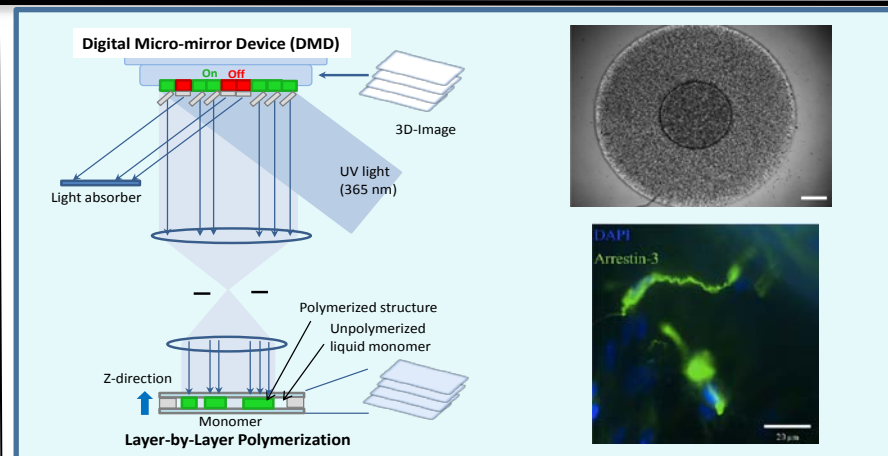 Digital Micro-mirror Device (DMD)
On Off
3D-Image
UV light
(365 nm)
Light absorber
Polymerized structure
Unpolymerized
liquid monomer
Z-direction
Monomer
Layer-by-Layer Polymerization
DAPI
Arrestin-3
20 µm